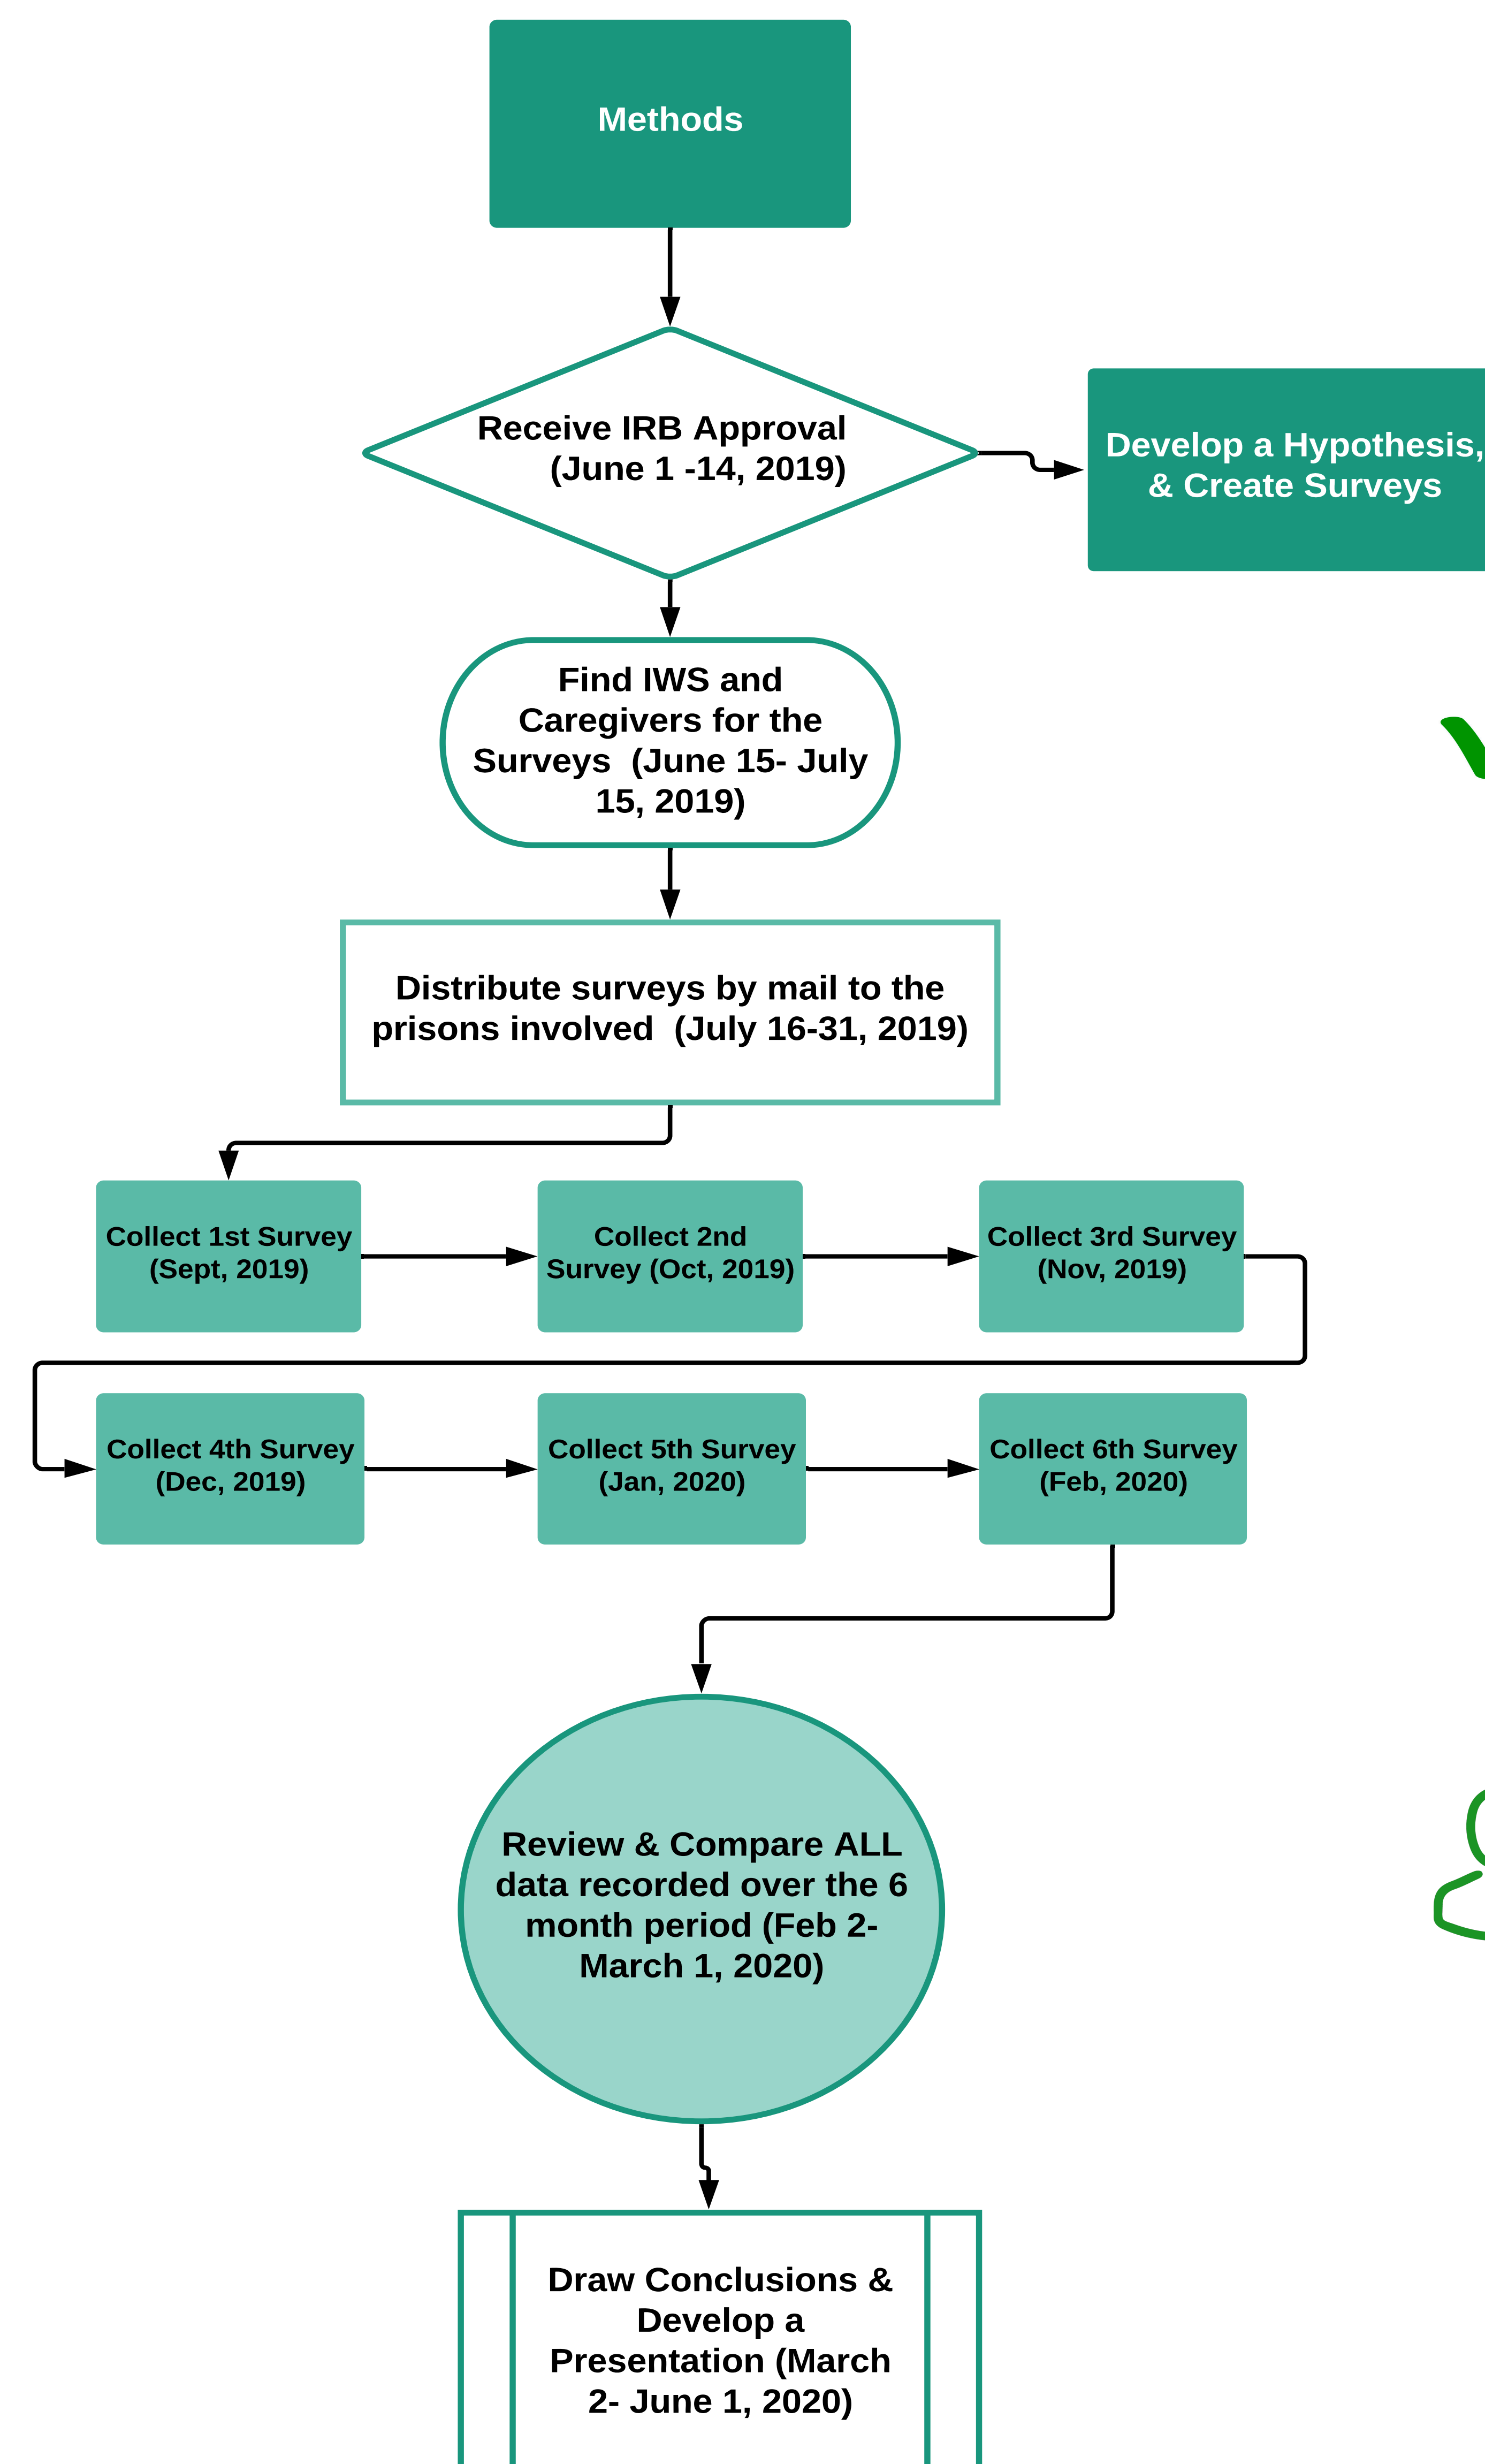 Methods
Receive IRB Approval
(June 1 -14, 2019)
Develop a Hypothesis,
& Create Surveys
Find IWS and
Caregivers for the
Surveys  (June 15- July
15, 2019)
Distribute surveys by mail to the
prisons involved  (July 16-31, 2019)
Collect 1st Survey
(Sept, 2019)
Collect 2nd
Survey (Oct, 2019)
Collect 3rd Survey
(Nov, 2019)
Collect 4th Survey
(Dec, 2019)
Collect 5th Survey
(Jan, 2020)
Collect 6th Survey
(Feb, 2020)
Review & Compare ALL
data recorded over the 6
month period (Feb 2-
March 1, 2020)
Draw Conclusions &
Develop a
Presentation (March
2- June 1, 2020)